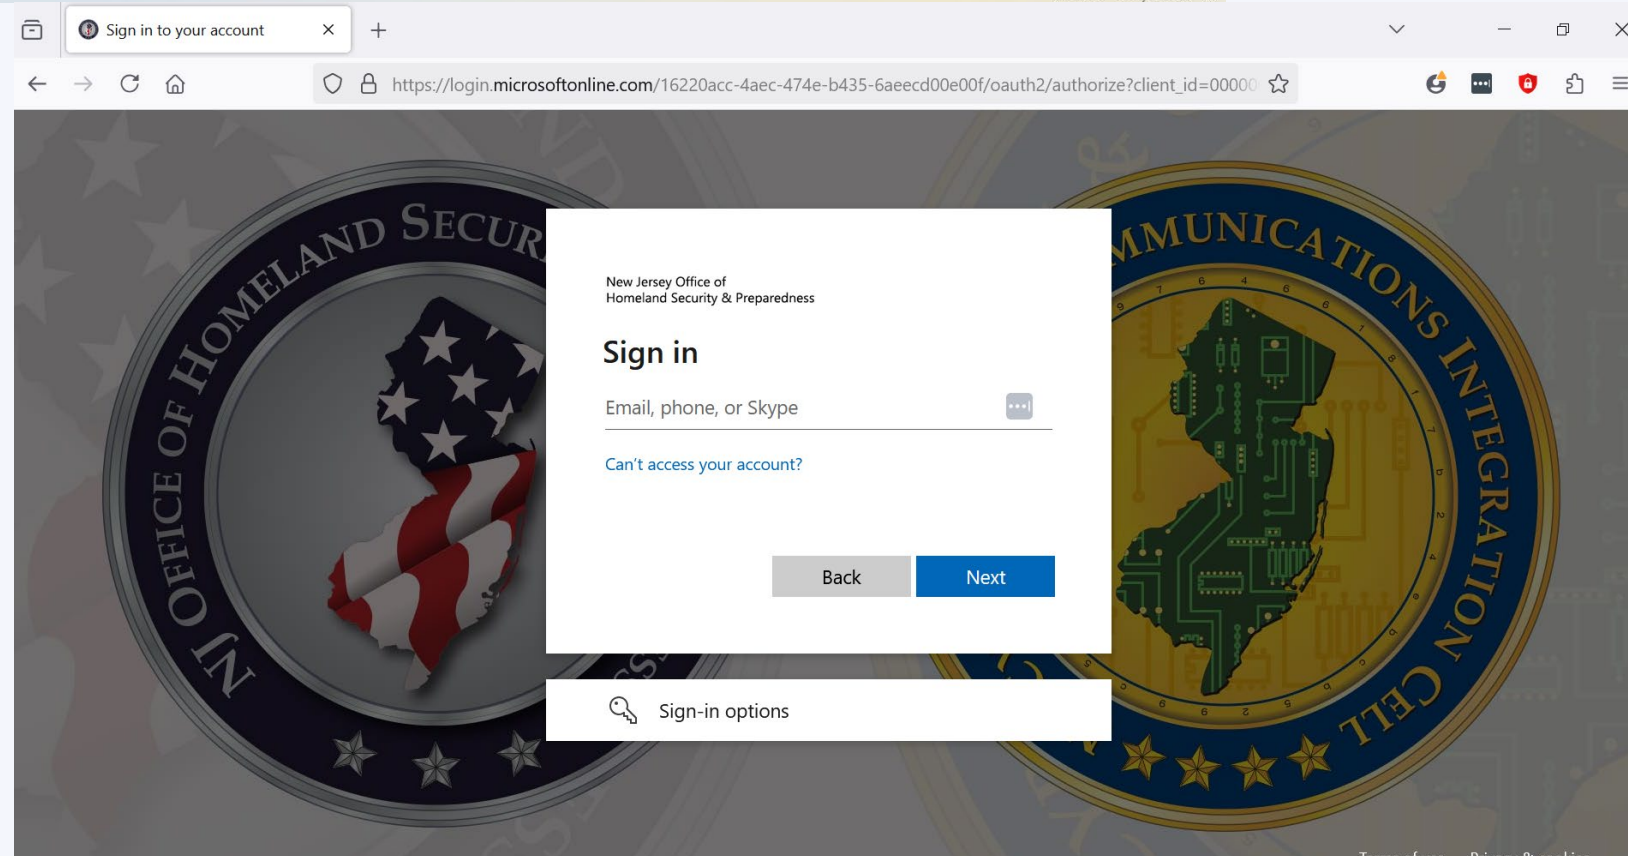 Sign in to your account
https://login.microsoftonline.com/16220acc-4aec-474e-b435-6aeecd00e00f/oauth2/authorize?client_id=00000
NJ OFFICE OF HOMELAND SECUR
MMUNICATIONS INTEGRATION CELL
New Jersey Office of
Homeland Security & Preparedness
Sign in
Email, phone, or Skype
Can't access your account?
Back
Next
Sign-in options